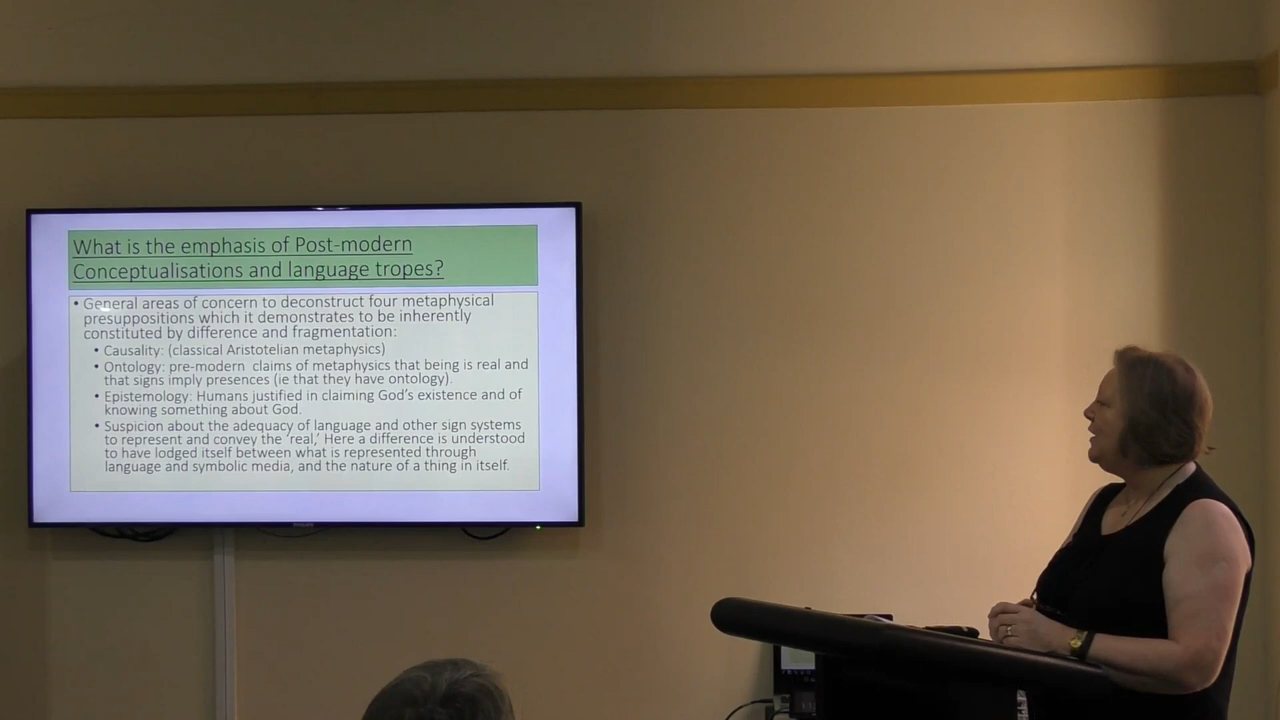 What is the emphasis of Post-modern
Conceptualisations and language tropes?
• General areas of concern to deconstruct four metaphysical
presuppositions which it demonstrates to be inherently
constituted by difference and fragmentation:
• Causality: (classical Aristotelian metaphysics)
• Ontology: pre-modern claims of metaphysics that being is real and
that signs imply presences (ie that they have ontology).
• Epistemology: Humans justified in claiming God's existence and of
knowing something about God.
• Suspicion about the adequacy of language and other sign systems
to represent and convey the 'real,' Here a difference is understood
to have lodged itself between what is represented through
language and symbolic media, and the nature of a thing in itself.